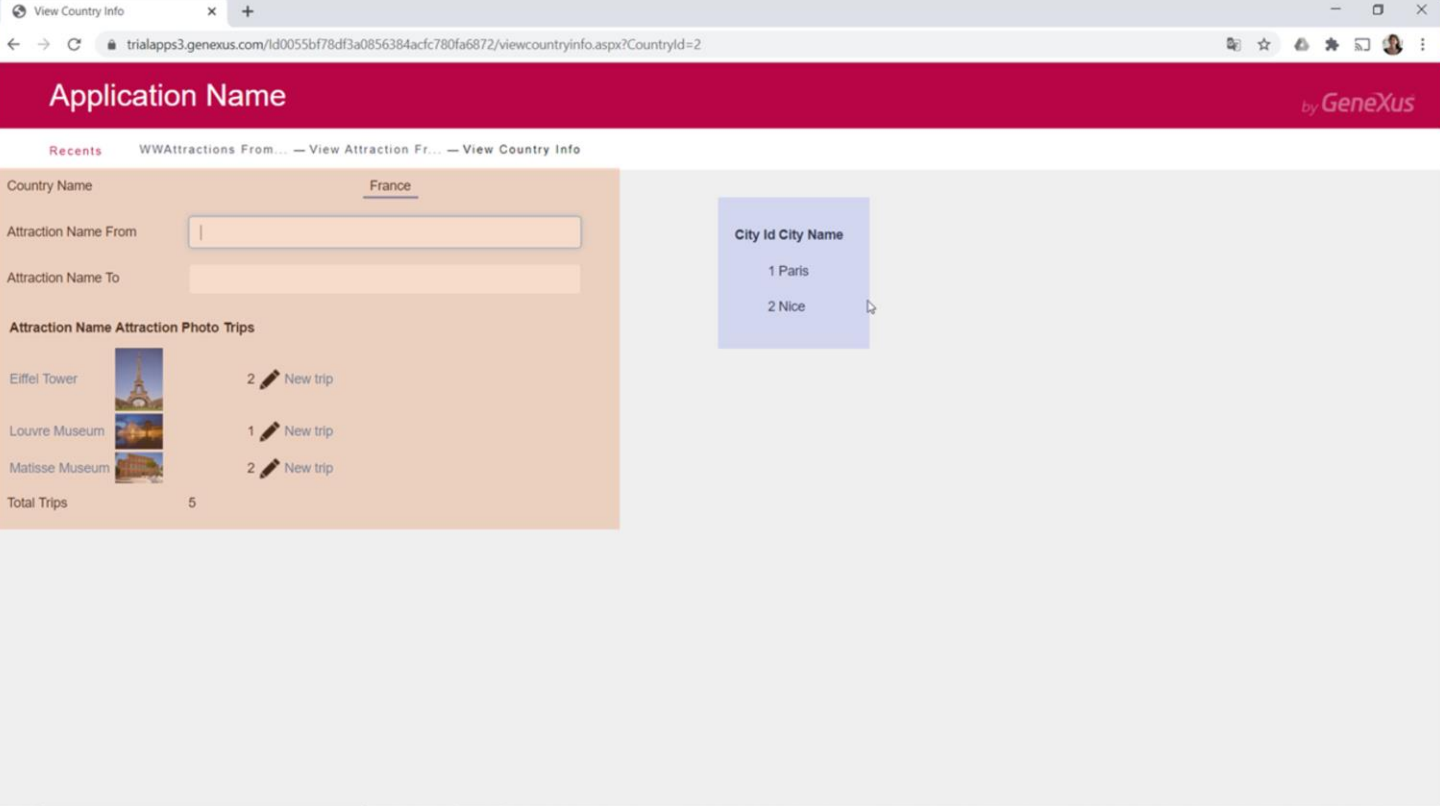 View Country Info
trialapps3.genexus.com/Id0055bf78df3a0856384acfc780fa6872/viewcountryinfo.aspx?CountryId=2
Application Name
by GeneXus
Recents WWAttractions From... — View Attraction Fr... — View Country Info
Country Name France
Attraction Name From
Attraction Name To
Attraction Name Attraction Photo Trips
Eiffel Tower 2 New trip
Louvre Museum 1 New trip
Matisse Museum 2 New trip
Total Trips 5
City Id City Name
1 Paris
2 Nice